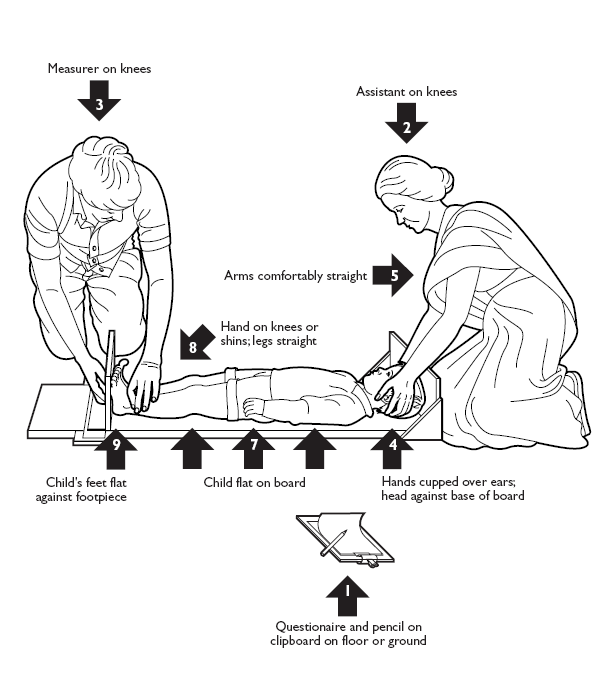 Measurer on knees
3
Assistant on knees
2
Arms comfortably straight
5
Hand on knees or
shins; legs straight
8
9
7
4
Child's feet flat
against footpiece
Child flat on board
Hands cupped over ears;
head against base of board
1
Questionaire and pencil on
clipboard on floor or ground